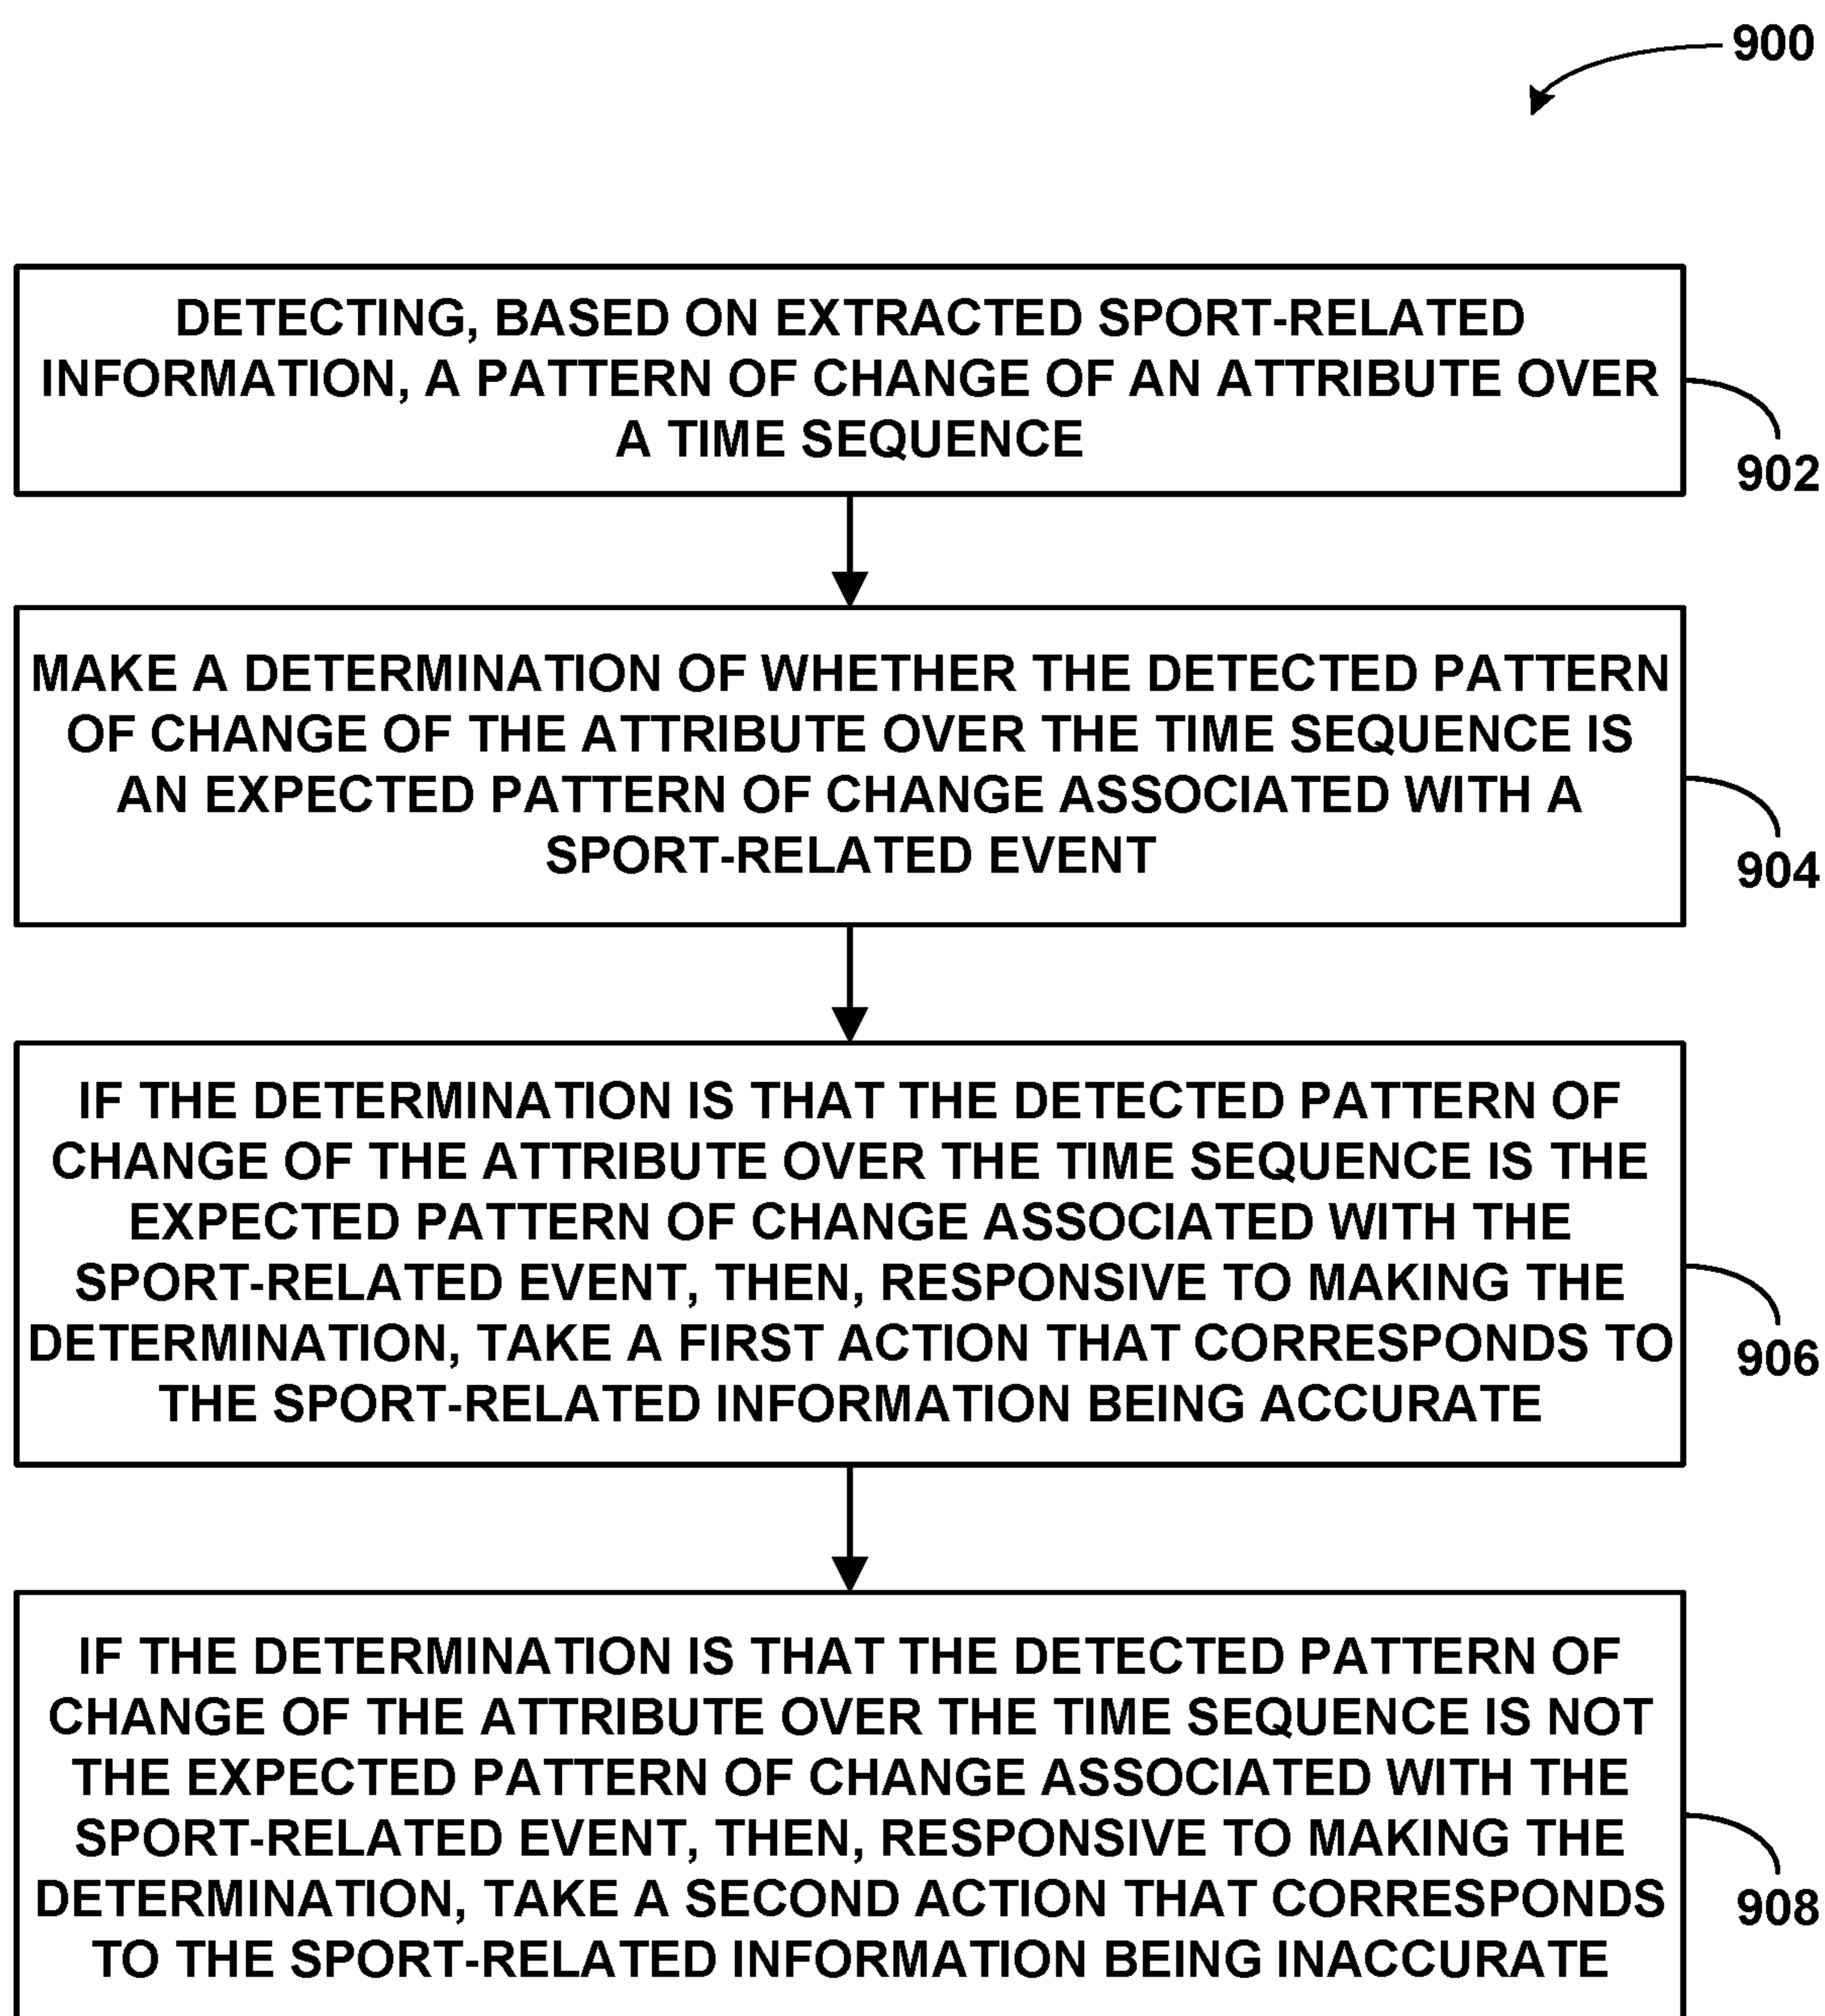 900
DETECTING, BASED ON EXTRACTED SPORT-RELATED
INFORMATION, A PATTERN OF CHANGE OF AN ATTRIBUTE OVER
A TIME SEQUENCE
902
MAKE A DETERMINATION OF WHETHER THE DETECTED PATTERN
OF CHANGE OF THE ATTRIBUTE OVER THE TIME SEQUENCE IS
AN EXPECTED PATTERN OF CHANGE ASSOCIATED WITH A
SPORT-RELATED EVENT
904
IF THE DETERMINATION IS THAT THE DETECTED PATTERN OF
CHANGE OF THE ATTRIBUTE OVER THE TIME SEQUENCE IS THE
EXPECTED PATTERN OF CHANGE ASSOCIATED WITH THE
SPORT-RELATED EVENT, THEN, RESPONSIVE TO MAKING THE
DETERMINATION, TAKE A FIRST ACTION THAT CORRESPONDS TO
THE SPORT-RELATED INFORMATION BEING ACCURATE
906
IF THE DETERMINATION IS THAT THE DETECTED PATTERN OF
CHANGE OF THE ATTRIBUTE OVER THE TIME SEQUENCE IS NOT
THE EXPECTED PATTERN OF CHANGE ASSOCIATED WITH THE
SPORT-RELATED EVENT, THEN, RESPONSIVE TO MAKING THE
DETERMINATION, TAKE A SECOND ACTION THAT CORRESPONDS
TO THE SPORT-RELATED INFORMATION BEING INACCURATE
908